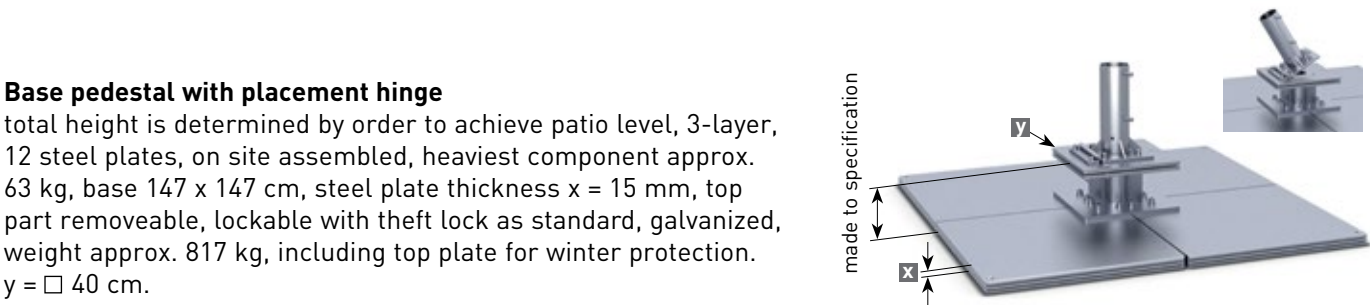 Base pedestal with placement hinge
total height is determined by order to achieve patio level, 3-layer,
12 steel plates, on site assembled, heaviest component approx.
63 kg, base 147 x 147 cm, steel plate thickness x = 15 mm, top
part removeable, lockable with theft lock as standard, galvanized,
weight approx. 817 kg, including top plate for winter protection.
y = □ 40 cm.
made to specification
y
x